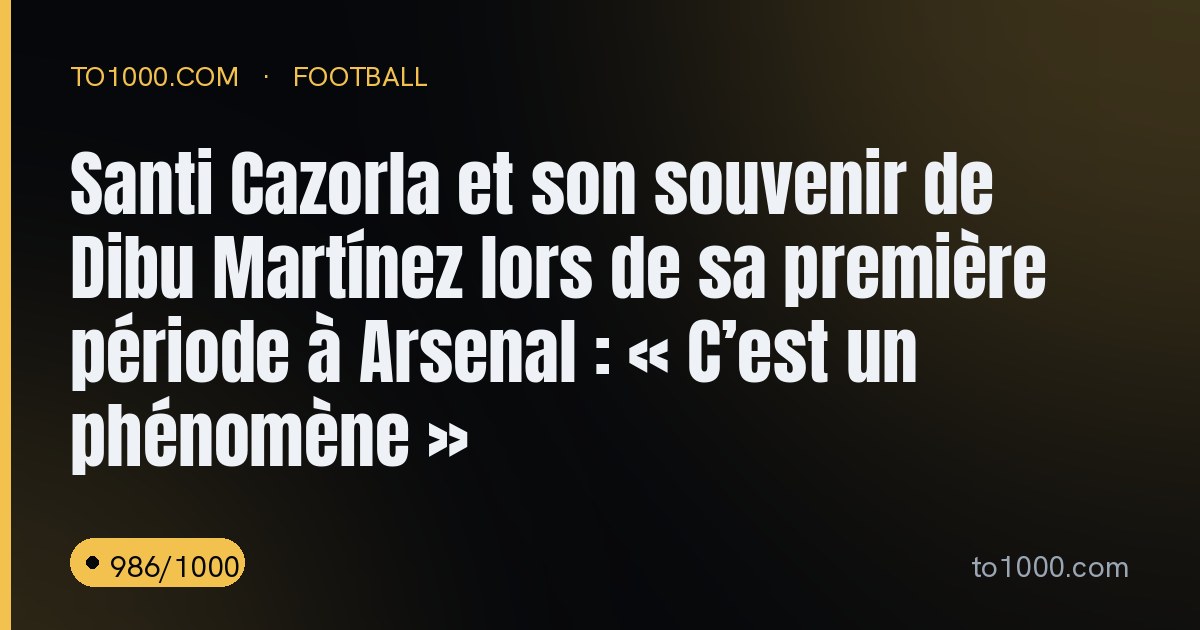 TO1000.COM · FOOTBALL
Santi Cazorla et son souvenir de
Dibu Martínez lors de sa première
période à Arsenal : « C’est un
phénomène »
986/1000
to1000.com